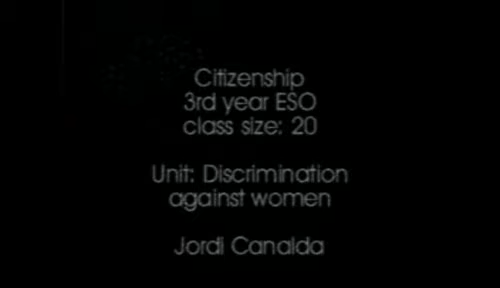 Citizenship
3rd year ESO
class size: 20
Unit: Discrimination
against women
Jordi Canalda